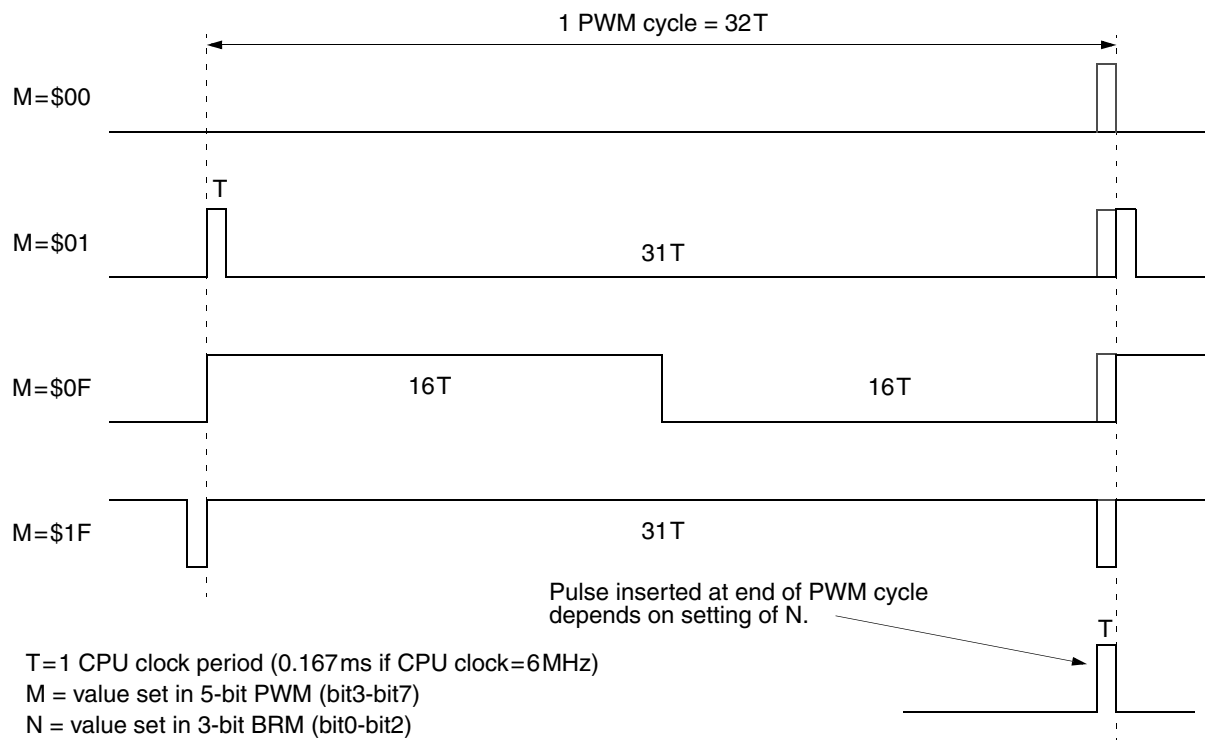 1 PWM cycle = 32T
M=$00
T
M=$01
31T
M=$0F
16T
16T
M=$1F
31T
Pulse inserted at end of PWM cycle
depends on setting of N.
T
T=1 CPU clock period (0.167ms if CPU clock=6MHz)
M = value set in 5-bit PWM (bit3-bit7)
N = value set in 3-bit BRM (bit0-bit2)